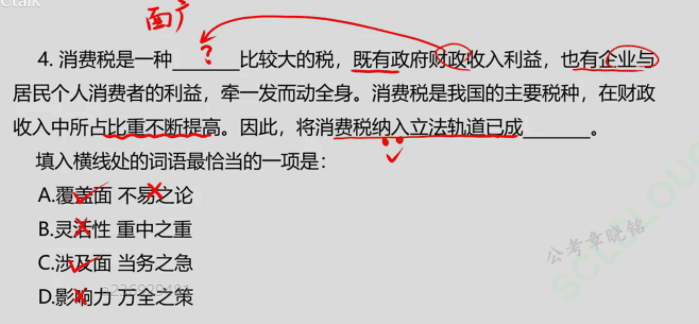 Ctalk
面广
?
4. 消费税是一种______比较大的税，既有政府财政收入利益，也有企业与
居民个人消费者的利益，牵一发而动全身。消费税是我国的主要税种，在财政
收入中所占比重不断提高。因此，将消费税纳入立法轨道已成______。
填入横线处的词语最恰当的一项是：
A.覆盖面 不易之论
B.灵活性 重中之重
C.涉及面 当务之急
D.影响力 万全之策
公考章晓铭